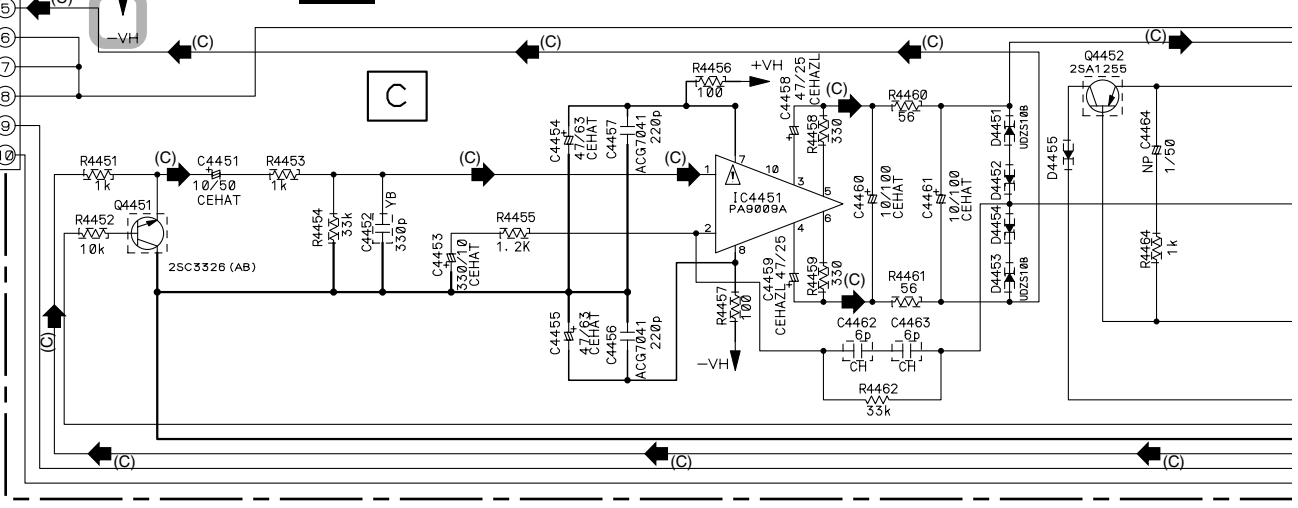 5
(C)
−VH
6
7
8
9
10
(C)
(C)
(C)
(C)
C
R4451
1k
(C)
C4451
10/50
CEHAT
R4453
1k
Q4451
R4452
10k
2SC3326(AB)
R4454
33k
C4452
YB
330p
(C)
R4455
1.2K
C4453
330/10
CEHAT
C4454
47/63
CEHAT
C4457
ACG7041
220p
C4455
47/63
CEHAT
C4456
ACG7041
220p
R4456
100
+VH
(C)
1
2
7
10
3
5
6
4
8
IC4451
PA9009A
R4457
100
−VH
C4458
47/25
CEHAZL
R4458
330
(C)
R4460
56
C4459
CEHAZL 47/25
R4459
330
(C)
R4461
56
C4460
10/100
CEHAT
C4461
10/100
CEHAT
D4451
UDZS10B
D4452
D4454
D4453
UDZS10B
C4462
6p
CH
C4463
6p
CH
R4462
33k
Q4452
2SA1255
D4455
NP C4464
1/50
R4464
1k
(C)
(C)
(C)
(C)